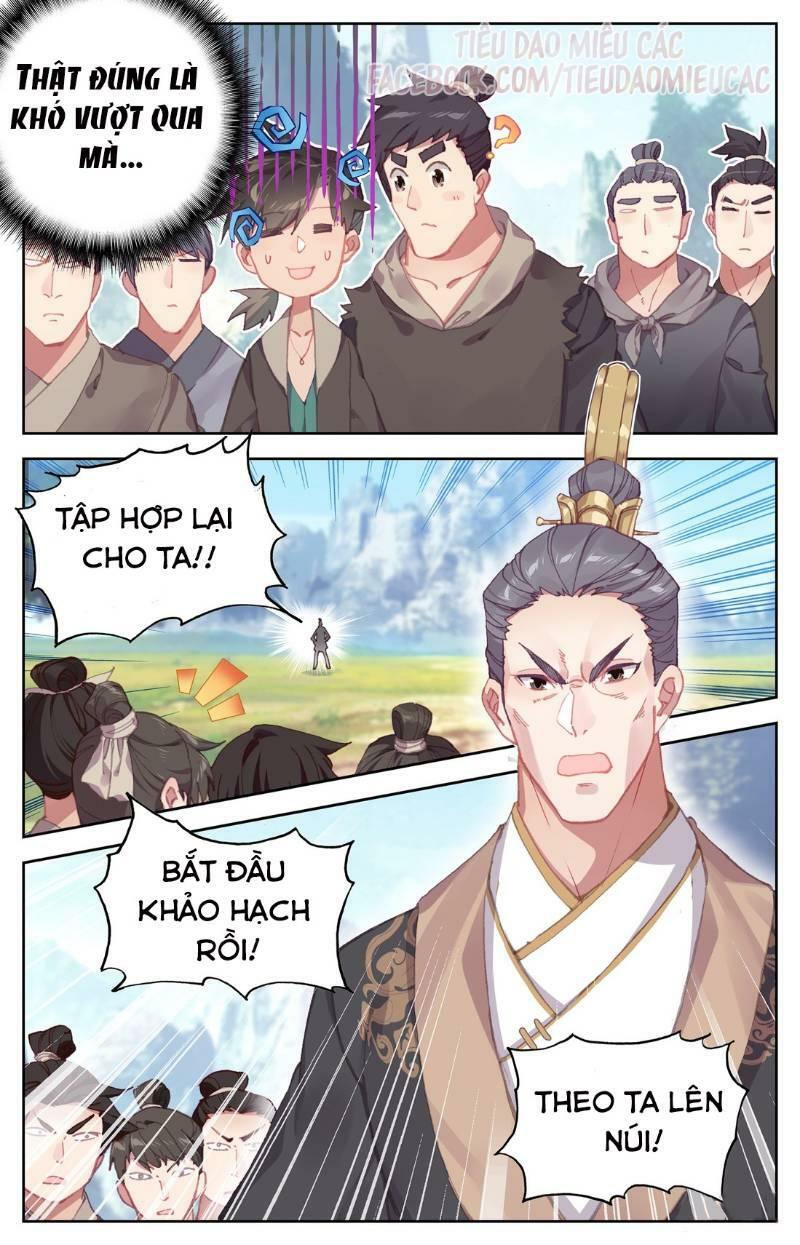 TIÊU DAO MIÊU CÁC
FACEBOOK.COM/TIEUDAOMIEUCAC
THẬT ĐÚNG LÀ
KHÓ VƯỢT QUA
MÀ...
?
TẬP HỢP LẠI
CHO TA!!
BẮT ĐẦU
KHẢO HẠCH
RỒI!
THEO TA LÊN
NÚI!